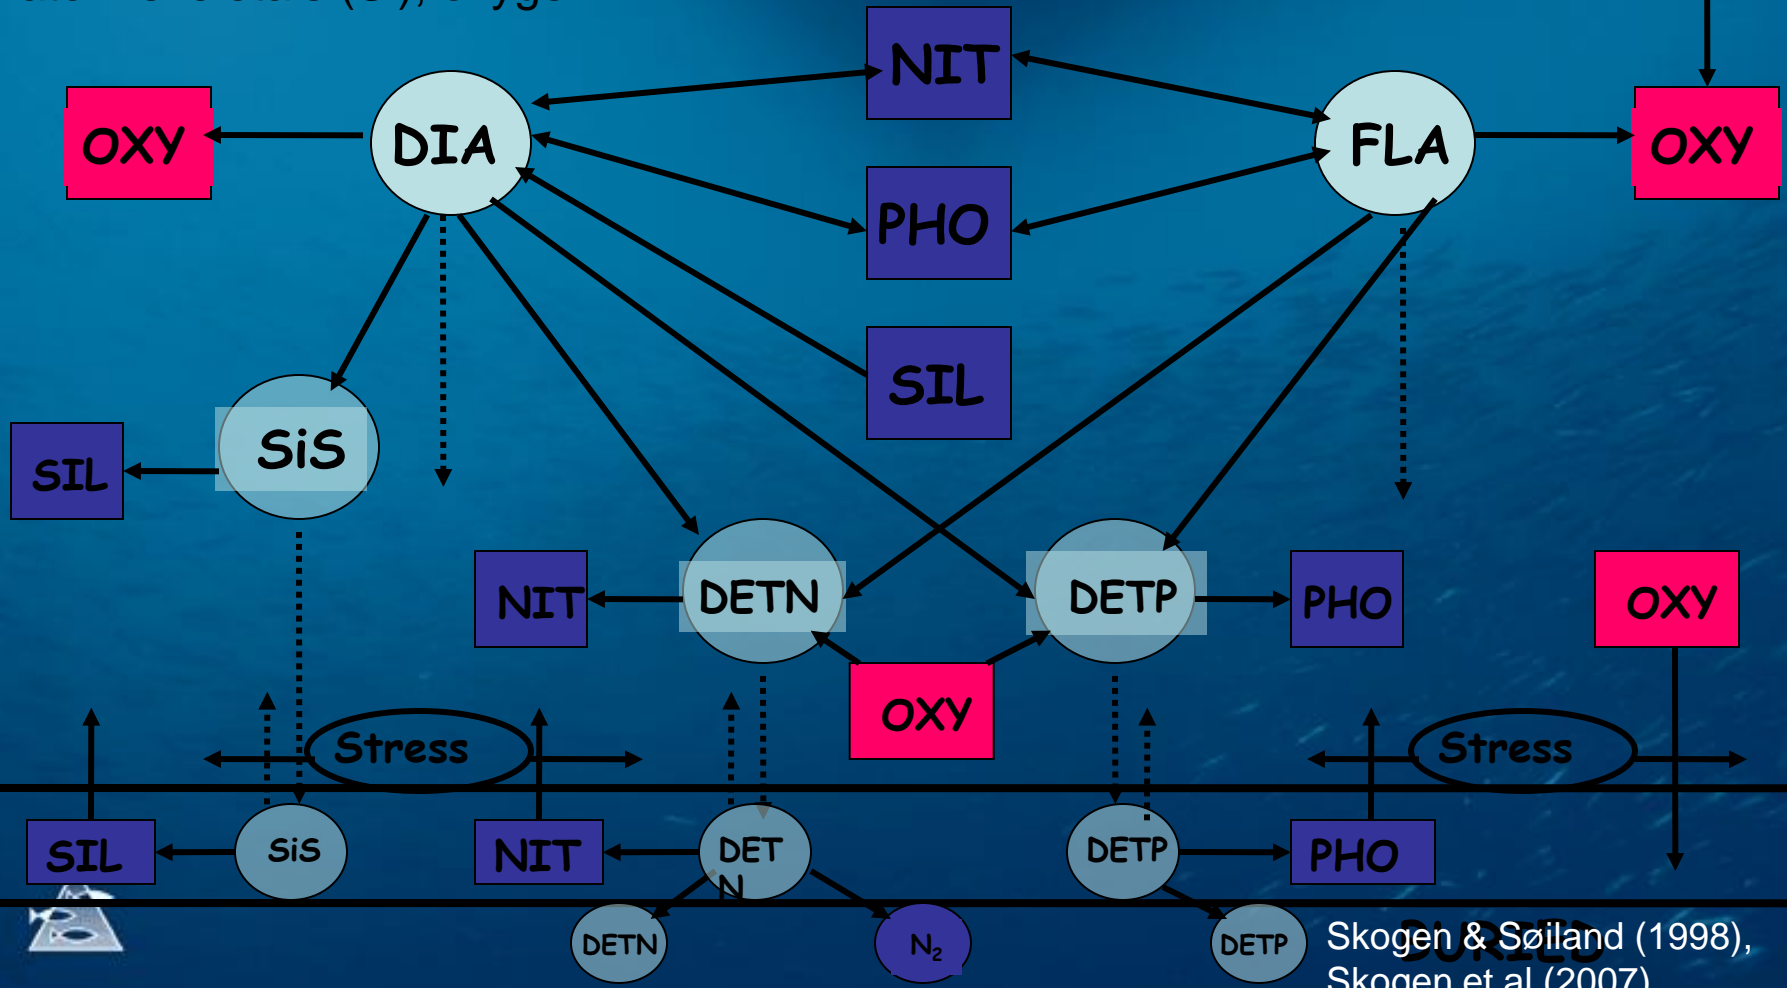 NIT
OXY
DIA
FLA
OXY
PHO
SIL
SiS
SIL
NIT
DETN
DETP
PHO
OXY
OXY
Stress
Stress
SIL
SiS
NIT
DET
N
DETP
PHO
DETN
N₂
DETP
BURIED
Skogen & Søiland (1998),
Skogen et al (2007)